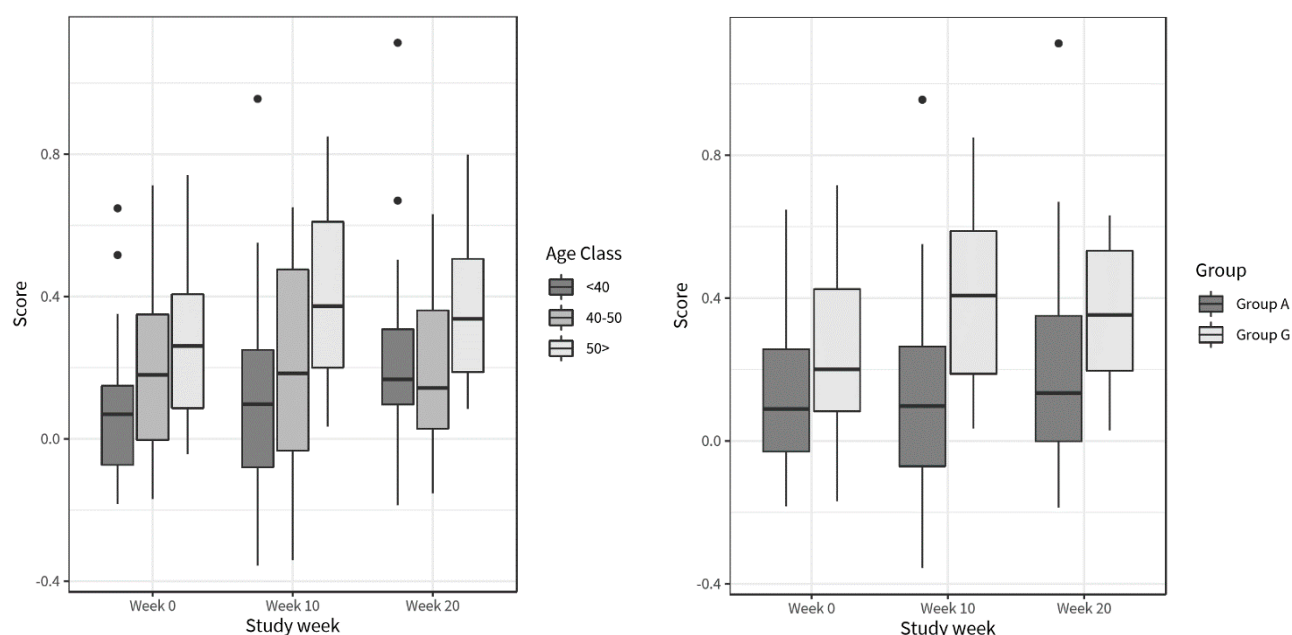 Score
0.8
0.4
0.0
-0.4
Week 0 Week 10 Week 20
Study week
Age Class
<40
40-50
50>
Score
0.8
0.4
0.0
-0.4
Week 0 Week 10 Week 20
Study week
Group
Group A
Group G